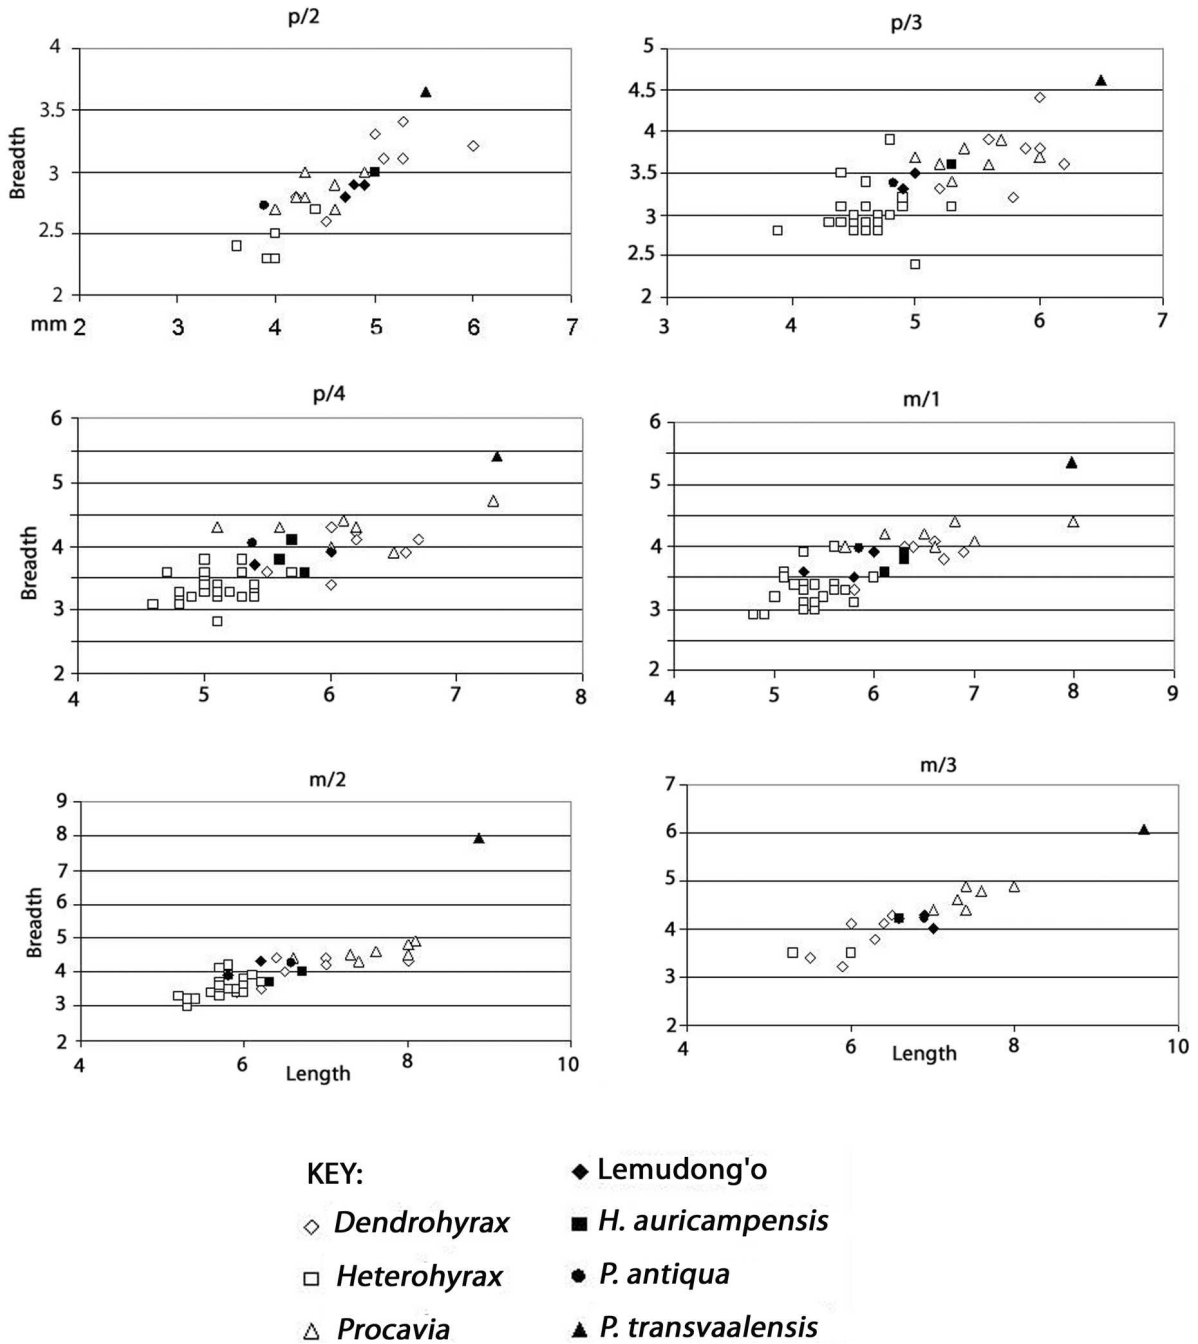 p/2
4
3.5
3
2.5
2
Breadth
mm 2 3 4 5 6 7
p/3
5
4.5
4
3.5
3
2.5
2
3 4 5 6 7
p/4
6
5
4
3
2
Breadth
4 5 6 7 8
m/1
6
5
4
3
2
4 5 6 7 8 9
m/2
9
8
7
6
5
4
3
2
Breadth
4 6 8 10
Length
m/3
7
6
5
4
3
2
4 6 8 10
Length
KEY:
Dendrohyrax
Heterohyrax
Procavia
Lemudong'o
H. auricampensis
P. antiqua
P. transvaalensis